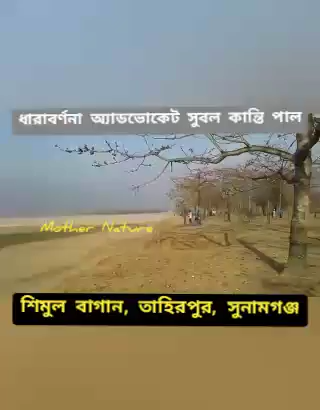 ধারাবর্ণনা অ্যাডভোকেট সুবল কান্তি পাল
Mother Nature
শিমুল বাগান, তাহিরপুর, সুনামগঞ্জ